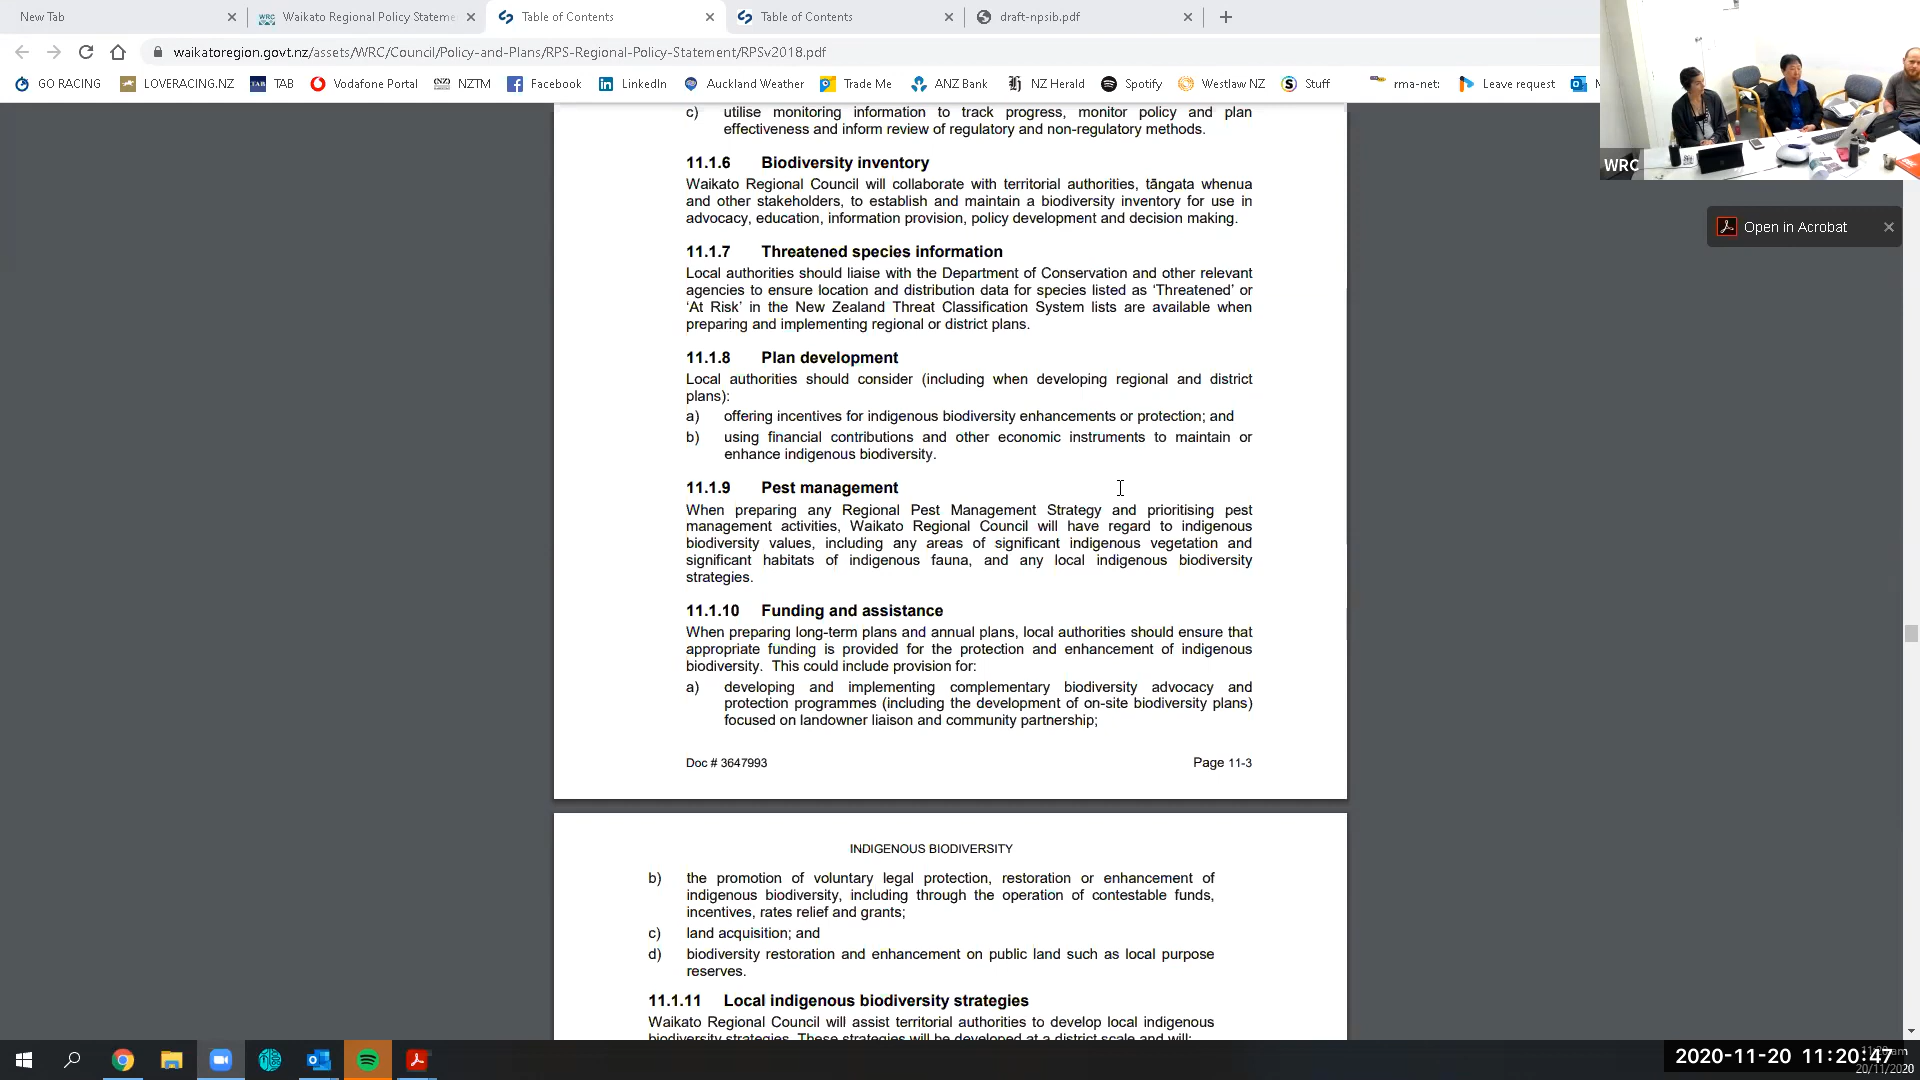 New Tab
Waikato Regional Policy Stateme
Table of Contents
Table of Contents
draft-npsib.pdf
waikatoregion.govt.nz/assets/WRC/Council/Policy-and-Plans/RPS-Regional-Policy-Statement/RPSv2018.pdf
GO RACING
LOVERACING.NZ
TAB
Vodafone Portal
NZTM
Facebook
LinkedIn
Auckland Weather
Trade Me
ANZ Bank
NZ Herald
Spotify
Westlaw NZ
Stuff
rma-net:
Leave request
WRC
Open in Acrobat
c) utilise monitoring information to track progress, monitor policy and plan
effectiveness and inform review of regulatory and non-regulatory methods.
11.1.6 Biodiversity inventory
Waikato Regional Council will collaborate with territorial authorities, tāngata whenua
and other stakeholders, to establish and maintain a biodiversity inventory for use in
advocacy, education, information provision, policy development and decision making.
11.1.7 Threatened species information
Local authorities should liaise with the Department of Conservation and other relevant
agencies to ensure location and distribution data for species listed as ‘Threatened’ or
‘At Risk’ in the New Zealand Threat Classification System lists are available when
preparing and implementing regional or district plans.
11.1.8 Plan development
Local authorities should consider (including when developing regional and district
plans):
a) offering incentives for indigenous biodiversity enhancements or protection; and
b) using financial contributions and other economic instruments to maintain or
enhance indigenous biodiversity.
11.1.9 Pest management
When preparing any Regional Pest Management Strategy and prioritising pest
management activities, Waikato Regional Council will have regard to indigenous
biodiversity values, including any areas of significant indigenous vegetation and
significant habitats of indigenous fauna, and any local indigenous biodiversity
strategies.
11.1.10 Funding and assistance
When preparing long-term plans and annual plans, local authorities should ensure that
appropriate funding is provided for the protection and enhancement of indigenous
biodiversity. This could include provision for:
a) developing and implementing complementary biodiversity advocacy and
protection programmes (including the development of on-site biodiversity plans)
focused on landowner liaison and community partnership;
Doc # 3647993 Page 11-3
INDIGENOUS BIODIVERSITY
b) the promotion of voluntary legal protection, restoration or enhancement of
indigenous biodiversity, including through the operation of contestable funds,
incentives, rates relief and grants;
c) land acquisition; and
d) biodiversity restoration and enhancement on public land such as local purpose
reserves.
11.1.11 Local indigenous biodiversity strategies
Waikato Regional Council will assist territorial authorities to develop local indigenous
biodiversity strategies. These strategies will be developed at a district scale and will:
2020-11-20 11:20:47
20/11/2020